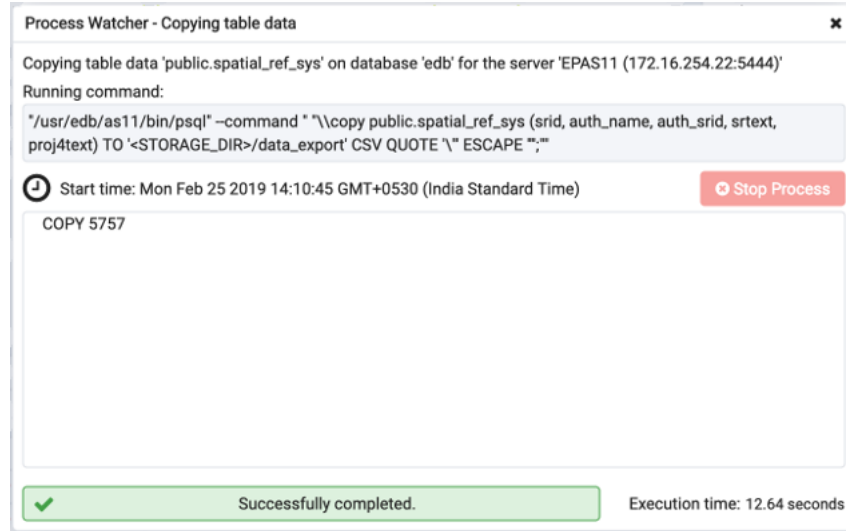 Process Watcher - Copying table data
Copying table data 'public.spatial_ref_sys' on database 'edb' for the server 'EPAS11 (172.16.254.22:5444)'
Running command:
"/usr/edb/as11/bin/psql" --command " "\\copy public.spatial_ref_sys (srid, auth_name, auth_srid, srtext,
proj4text) TO '<STORAGE_DIR>/data_export' CSV QUOTE '\"' ESCAPE ''';""
Start time: Mon Feb 25 2019 14:10:45 GMT+0530 (India Standard Time)
Stop Process
COPY 5757
Successfully completed.
Execution time: 12.64 seconds